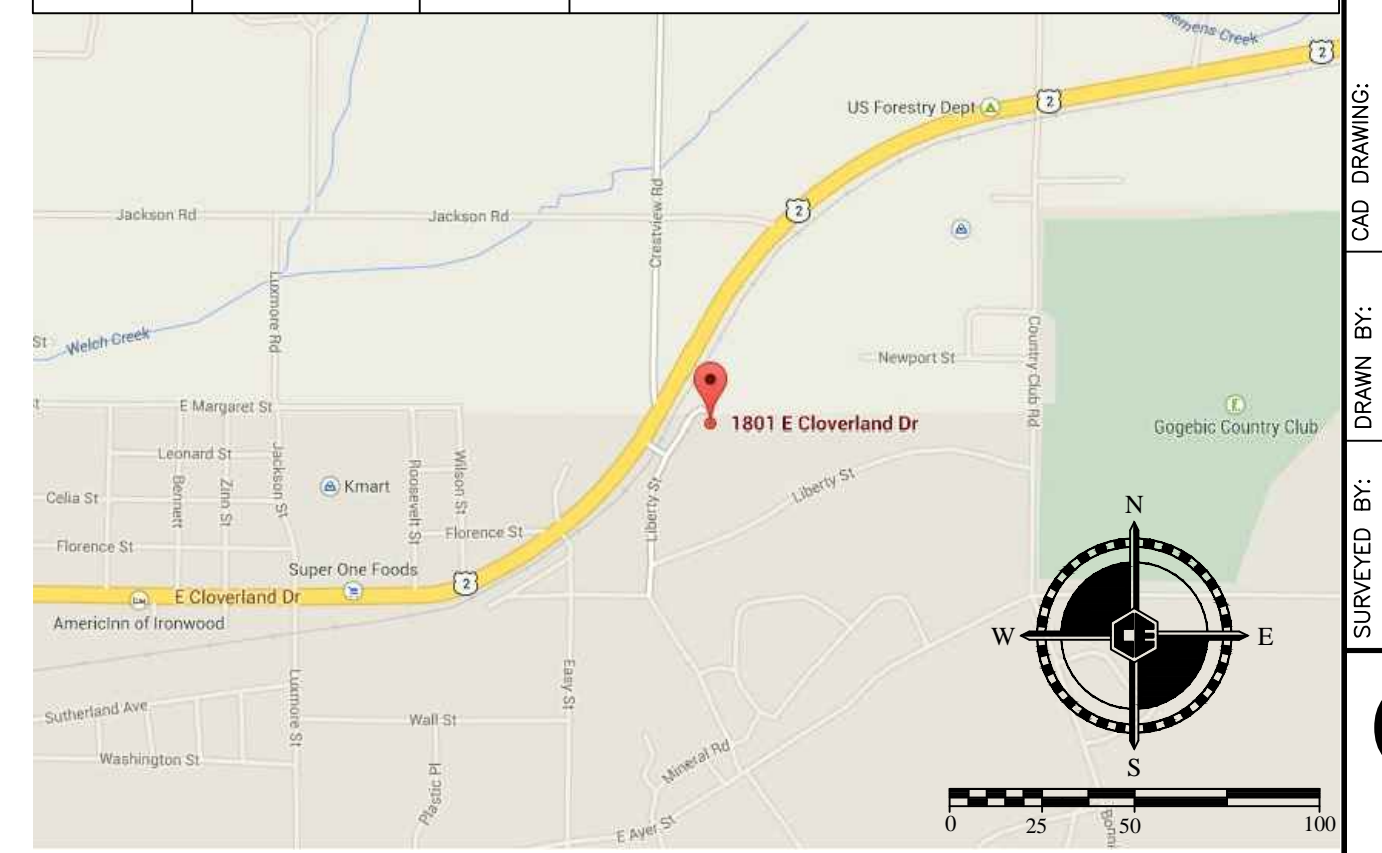 Clemens Creek
2
US Forestry Dept
2
2
Jackson Rd
Jackson Rd
Crestview Rd
Luxmore Rd
St
Welch Creek
Newport St
Country Club Rd
E Margaret St
1801 E Cloverland Dr
Gogebic Country Club
Leonard St
Jackson St
Kmart
Roosevelt St
Wilson St
Bennett
Zinn St
Celia St
Liberty St
Liberty St
Florence St
Florence St
Super One Foods
2
E Cloverland Dr
AmericInn of Ironwood
Easy St
Luxmore St
Sutherland Ave
Wall St
Washington St
Plastic Pl
Mineral Rd
E Ayer St
N
W
E
S
0 25 50 100
CAD DRAWING:
DRAWN BY:
SURVEYED BY: